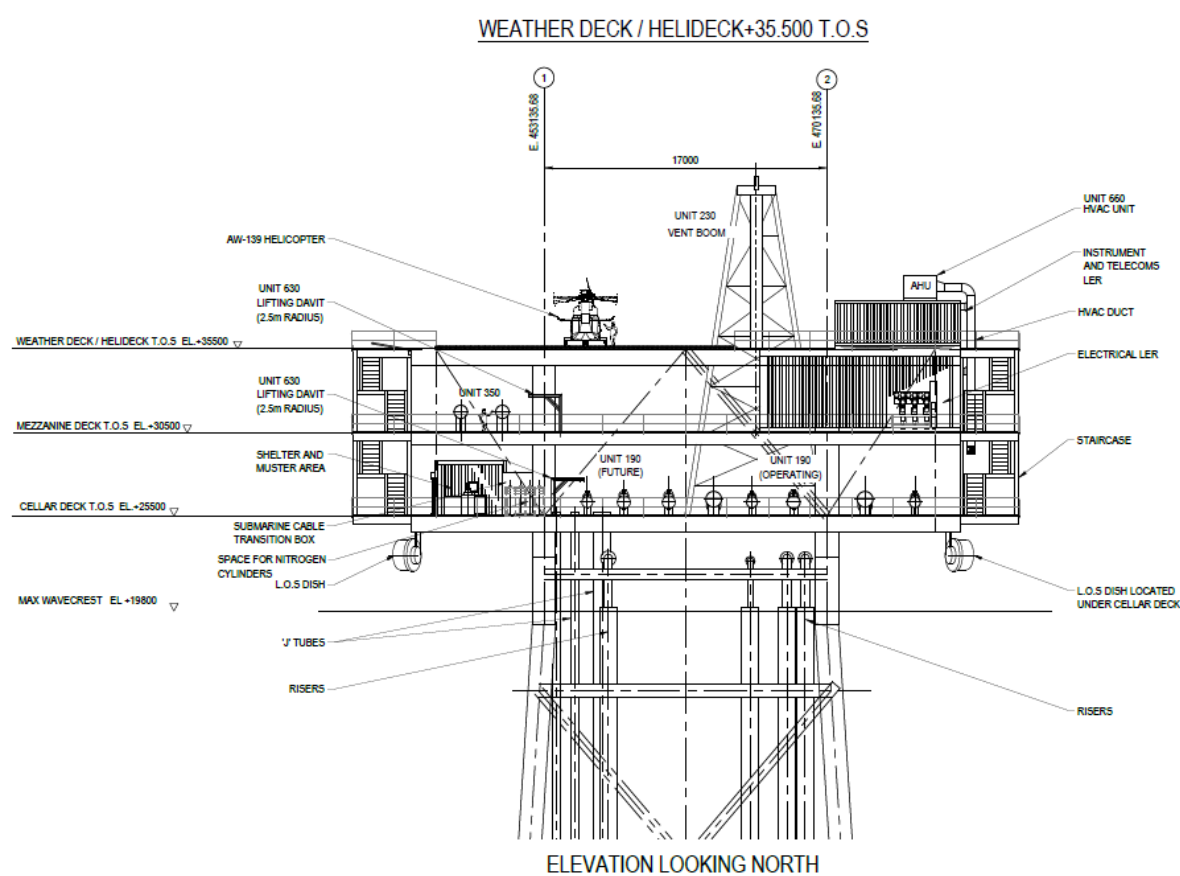 WEATHER DECK / HELIDECK+35.500 T.O.S
1
2
E. 453135.68
E. 470135.68
17000
UNIT 230
VENT BOOM
UNIT 660
HVAC UNIT
AW-139 HELICOPTER
INSTRUMENT
AND TELECOMS
LER
AHU
UNIT 630
LIFTING DAVIT
(2.5m RADIUS)
HVAC DUCT
WEATHER DECK / HELIDECK T.O.S EL.+35500
ELECTRICAL LER
UNIT 630
LIFTING DAVIT
(2.5m RADIUS)
UNIT 350
MEZZANINE DECK T.O.S EL.+30500
STAIRCASE
SHELTER AND
MUSTER AREA
UNIT 190
(FUTURE)
UNIT 190
(OPERATING)
CELLAR DECK T.O.S EL.+25500
SUBMARINE CABLE
TRANSITION BOX
SPACE FOR NITROGEN
CYLINDERS
L.O.S DISH
L.O.S DISH LOCATED
UNDER CELLAR DECK
MAX WAVECREST EL +19800
'J' TUBES
RISERS
RISERS
ELEVATION LOOKING NORTH